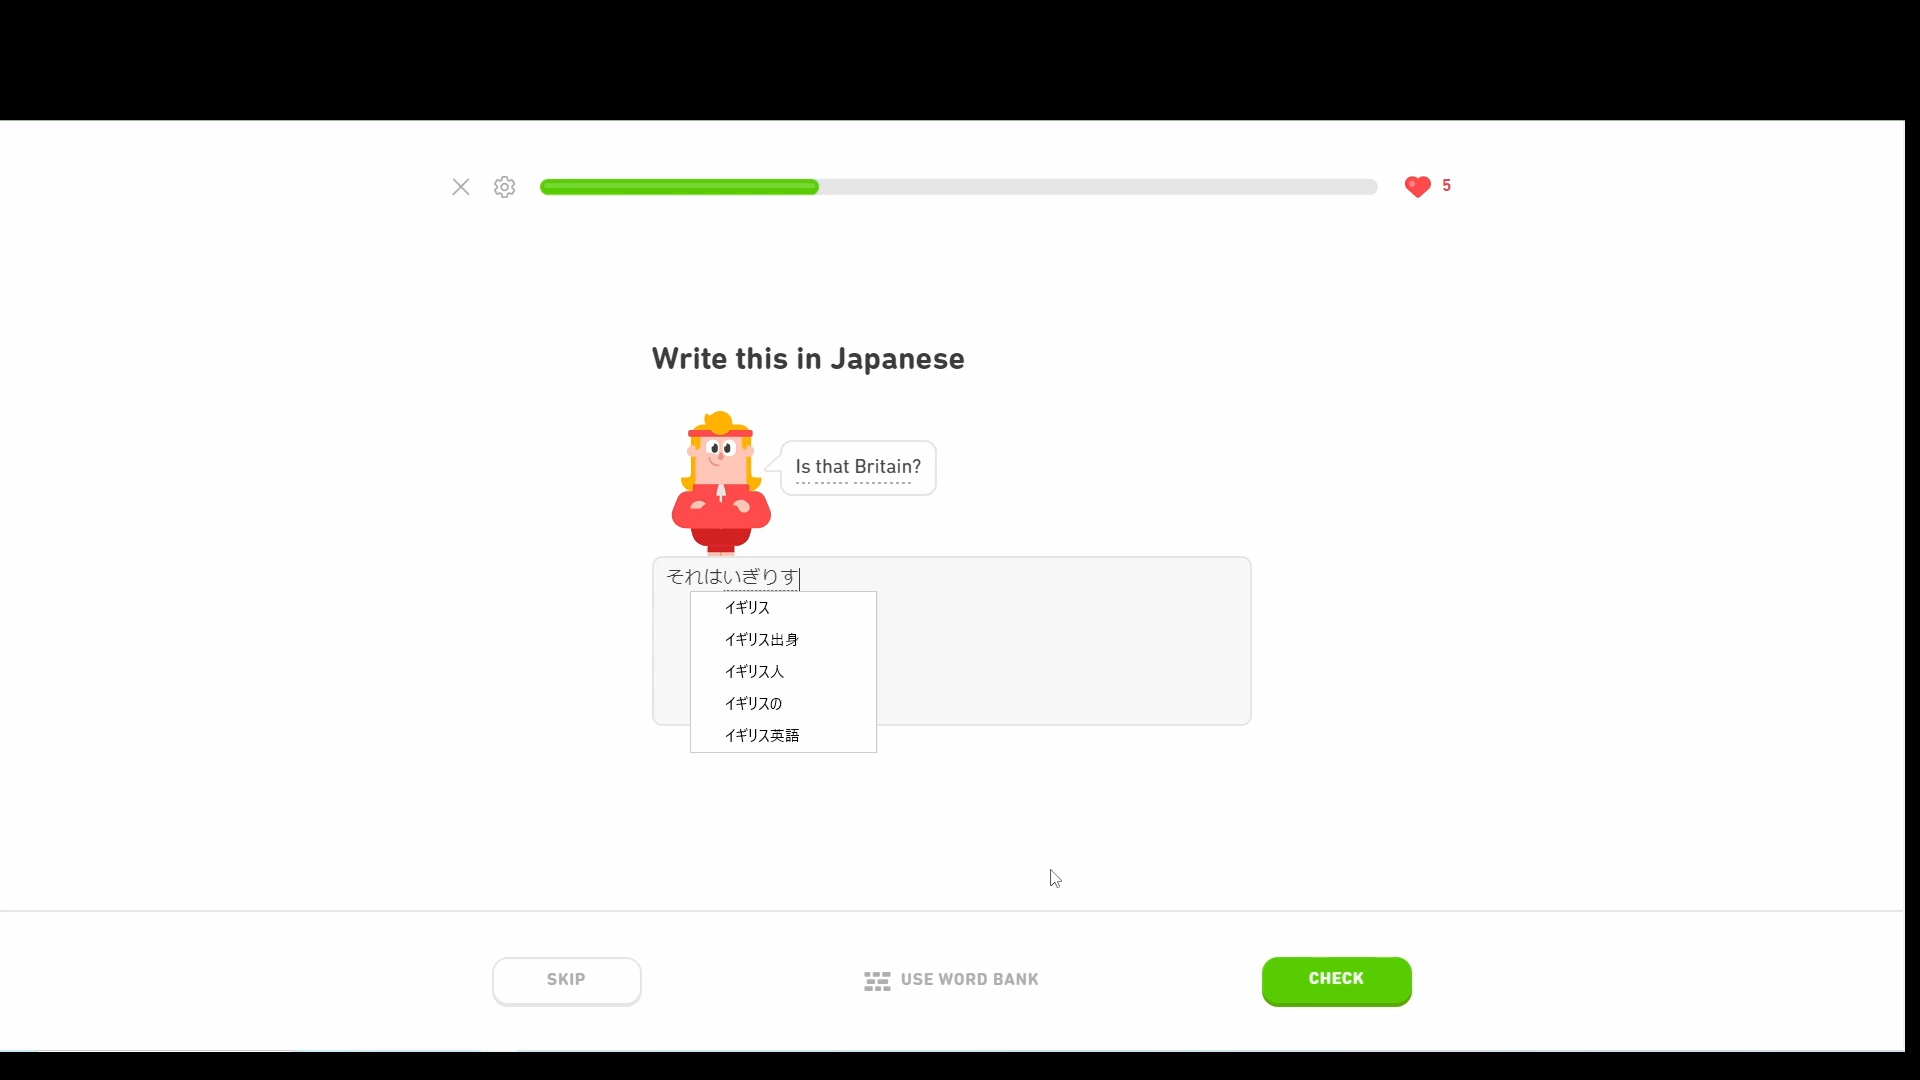 5
Write this in Japanese
Is that Britain?
それはいぎりす
イギリス
イギリス出身
イギリス人
イギリスの
イギリス英語
SKIP
USE WORD BANK
CHECK